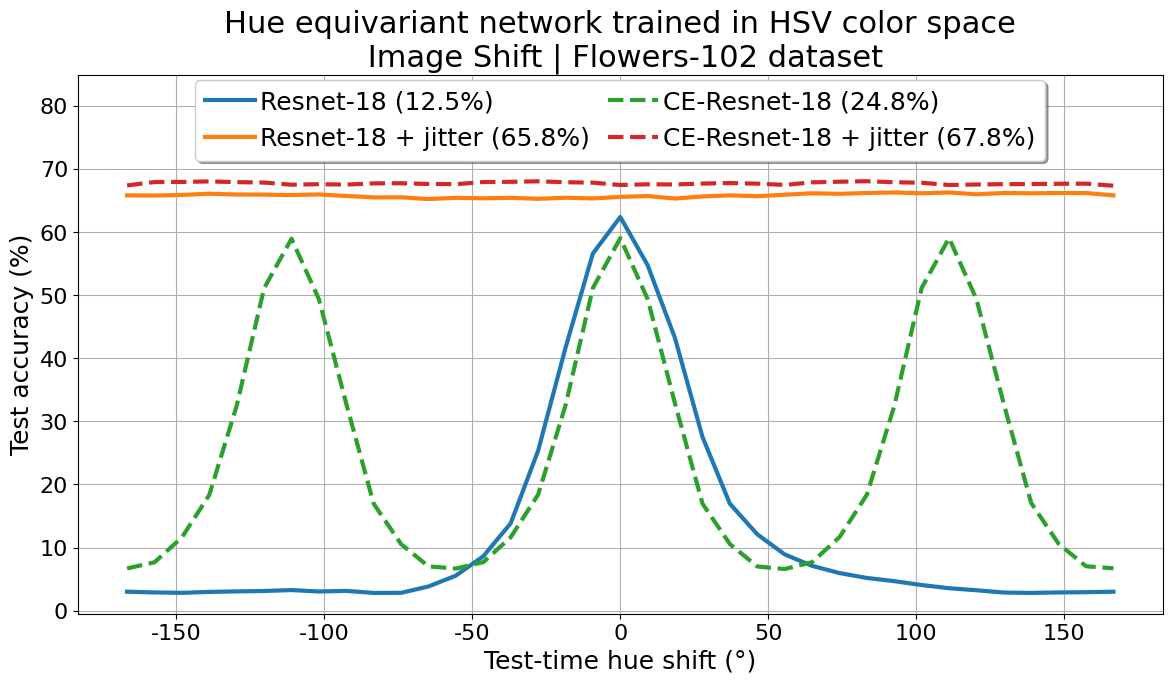 Hue equivariant network trained in HSV color space
Image Shift | Flowers-102 dataset
Resnet-18 (12.5%)
Resnet-18 + jitter (65.8%)
CE-Resnet-18 (24.8%)
CE-Resnet-18 + jitter (67.8%)
Test accuracy (%)
80
70
60
50
40
30
20
10
0
-150
-100
-50
0
50
100
150
Test-time hue shift (°)